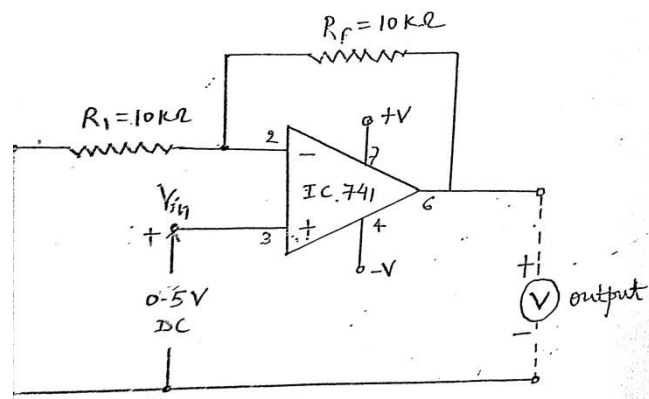 Rf = 10KΩ
R1 = 10KΩ
+V
2
-
7
IC.741
6
Vin
+
3
+
4
-V
0-5V
DC
+
V
output
-